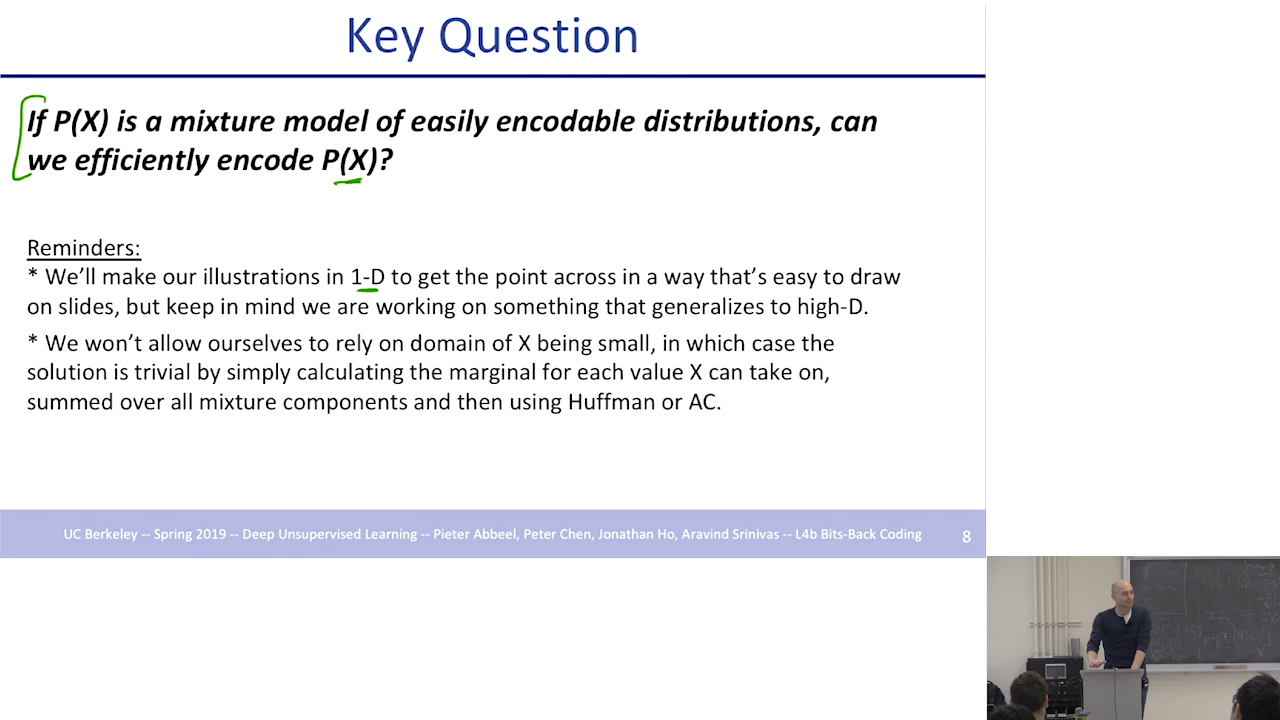 Key Question
If P(X) is a mixture model of easily encodable distributions, can
we efficiently encode P(X)?
Reminders:
* We'll make our illustrations in 1-D to get the point across in a way that's easy to draw
on slides, but keep in mind we are working on something that generalizes to high-D.
* We won't allow ourselves to rely on domain of X being small, in which case the
solution is trivial by simply calculating the marginal for each value X can take on,
summed over all mixture components and then using Huffman or AC.
UC Berkeley -- Spring 2019 -- Deep Unsupervised Learning -- Pieter Abbeel, Peter Chen, Jonathan Ho, Aravind Srinivas -- L4b Bits-Back Coding 8